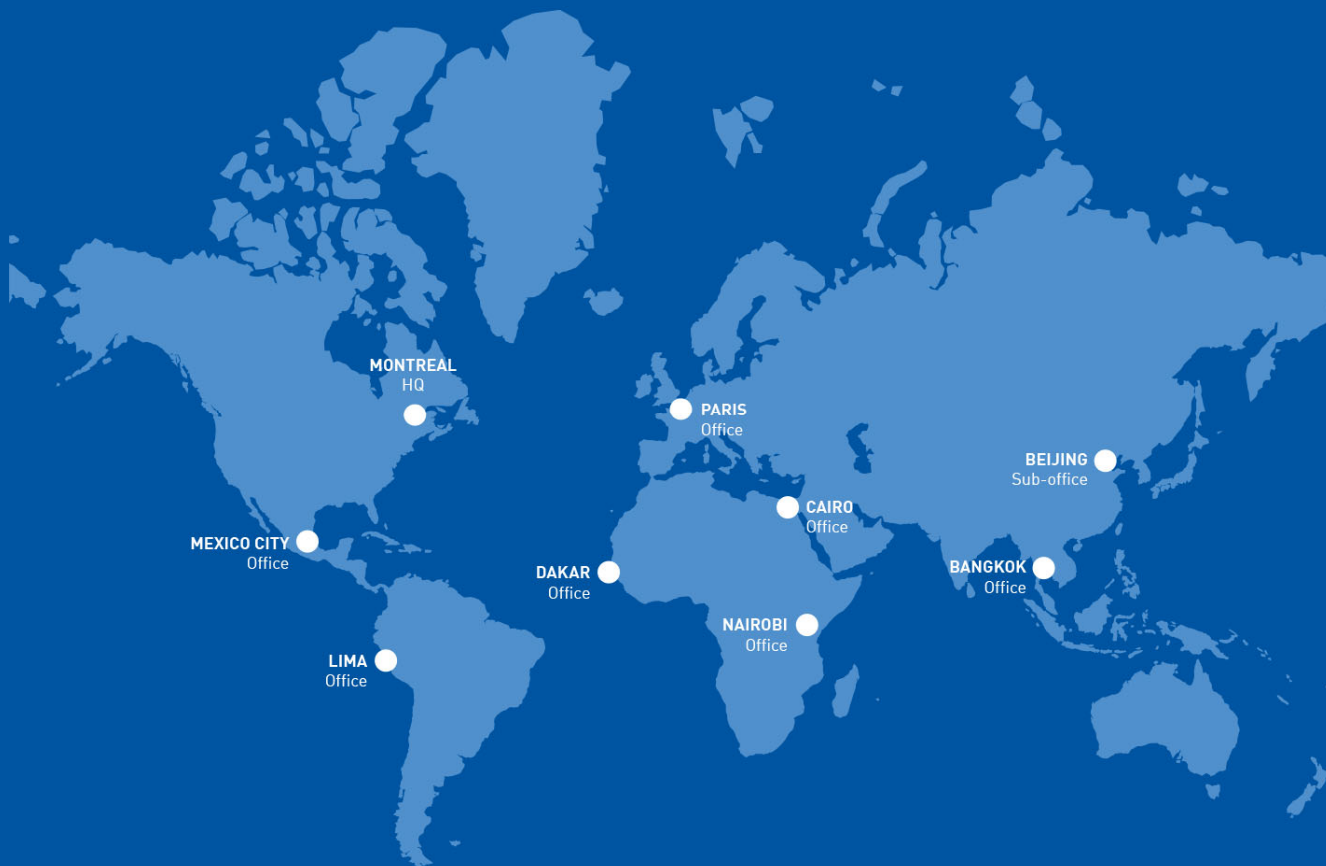 MONTREAL
HQ
PARIS
Office
BEIJING
Sub-office
CAIRO
Office
MEXICO CITY
Office
DAKAR
Office
BANGKOK
Office
NAIROBI
Office
LIMA
Office